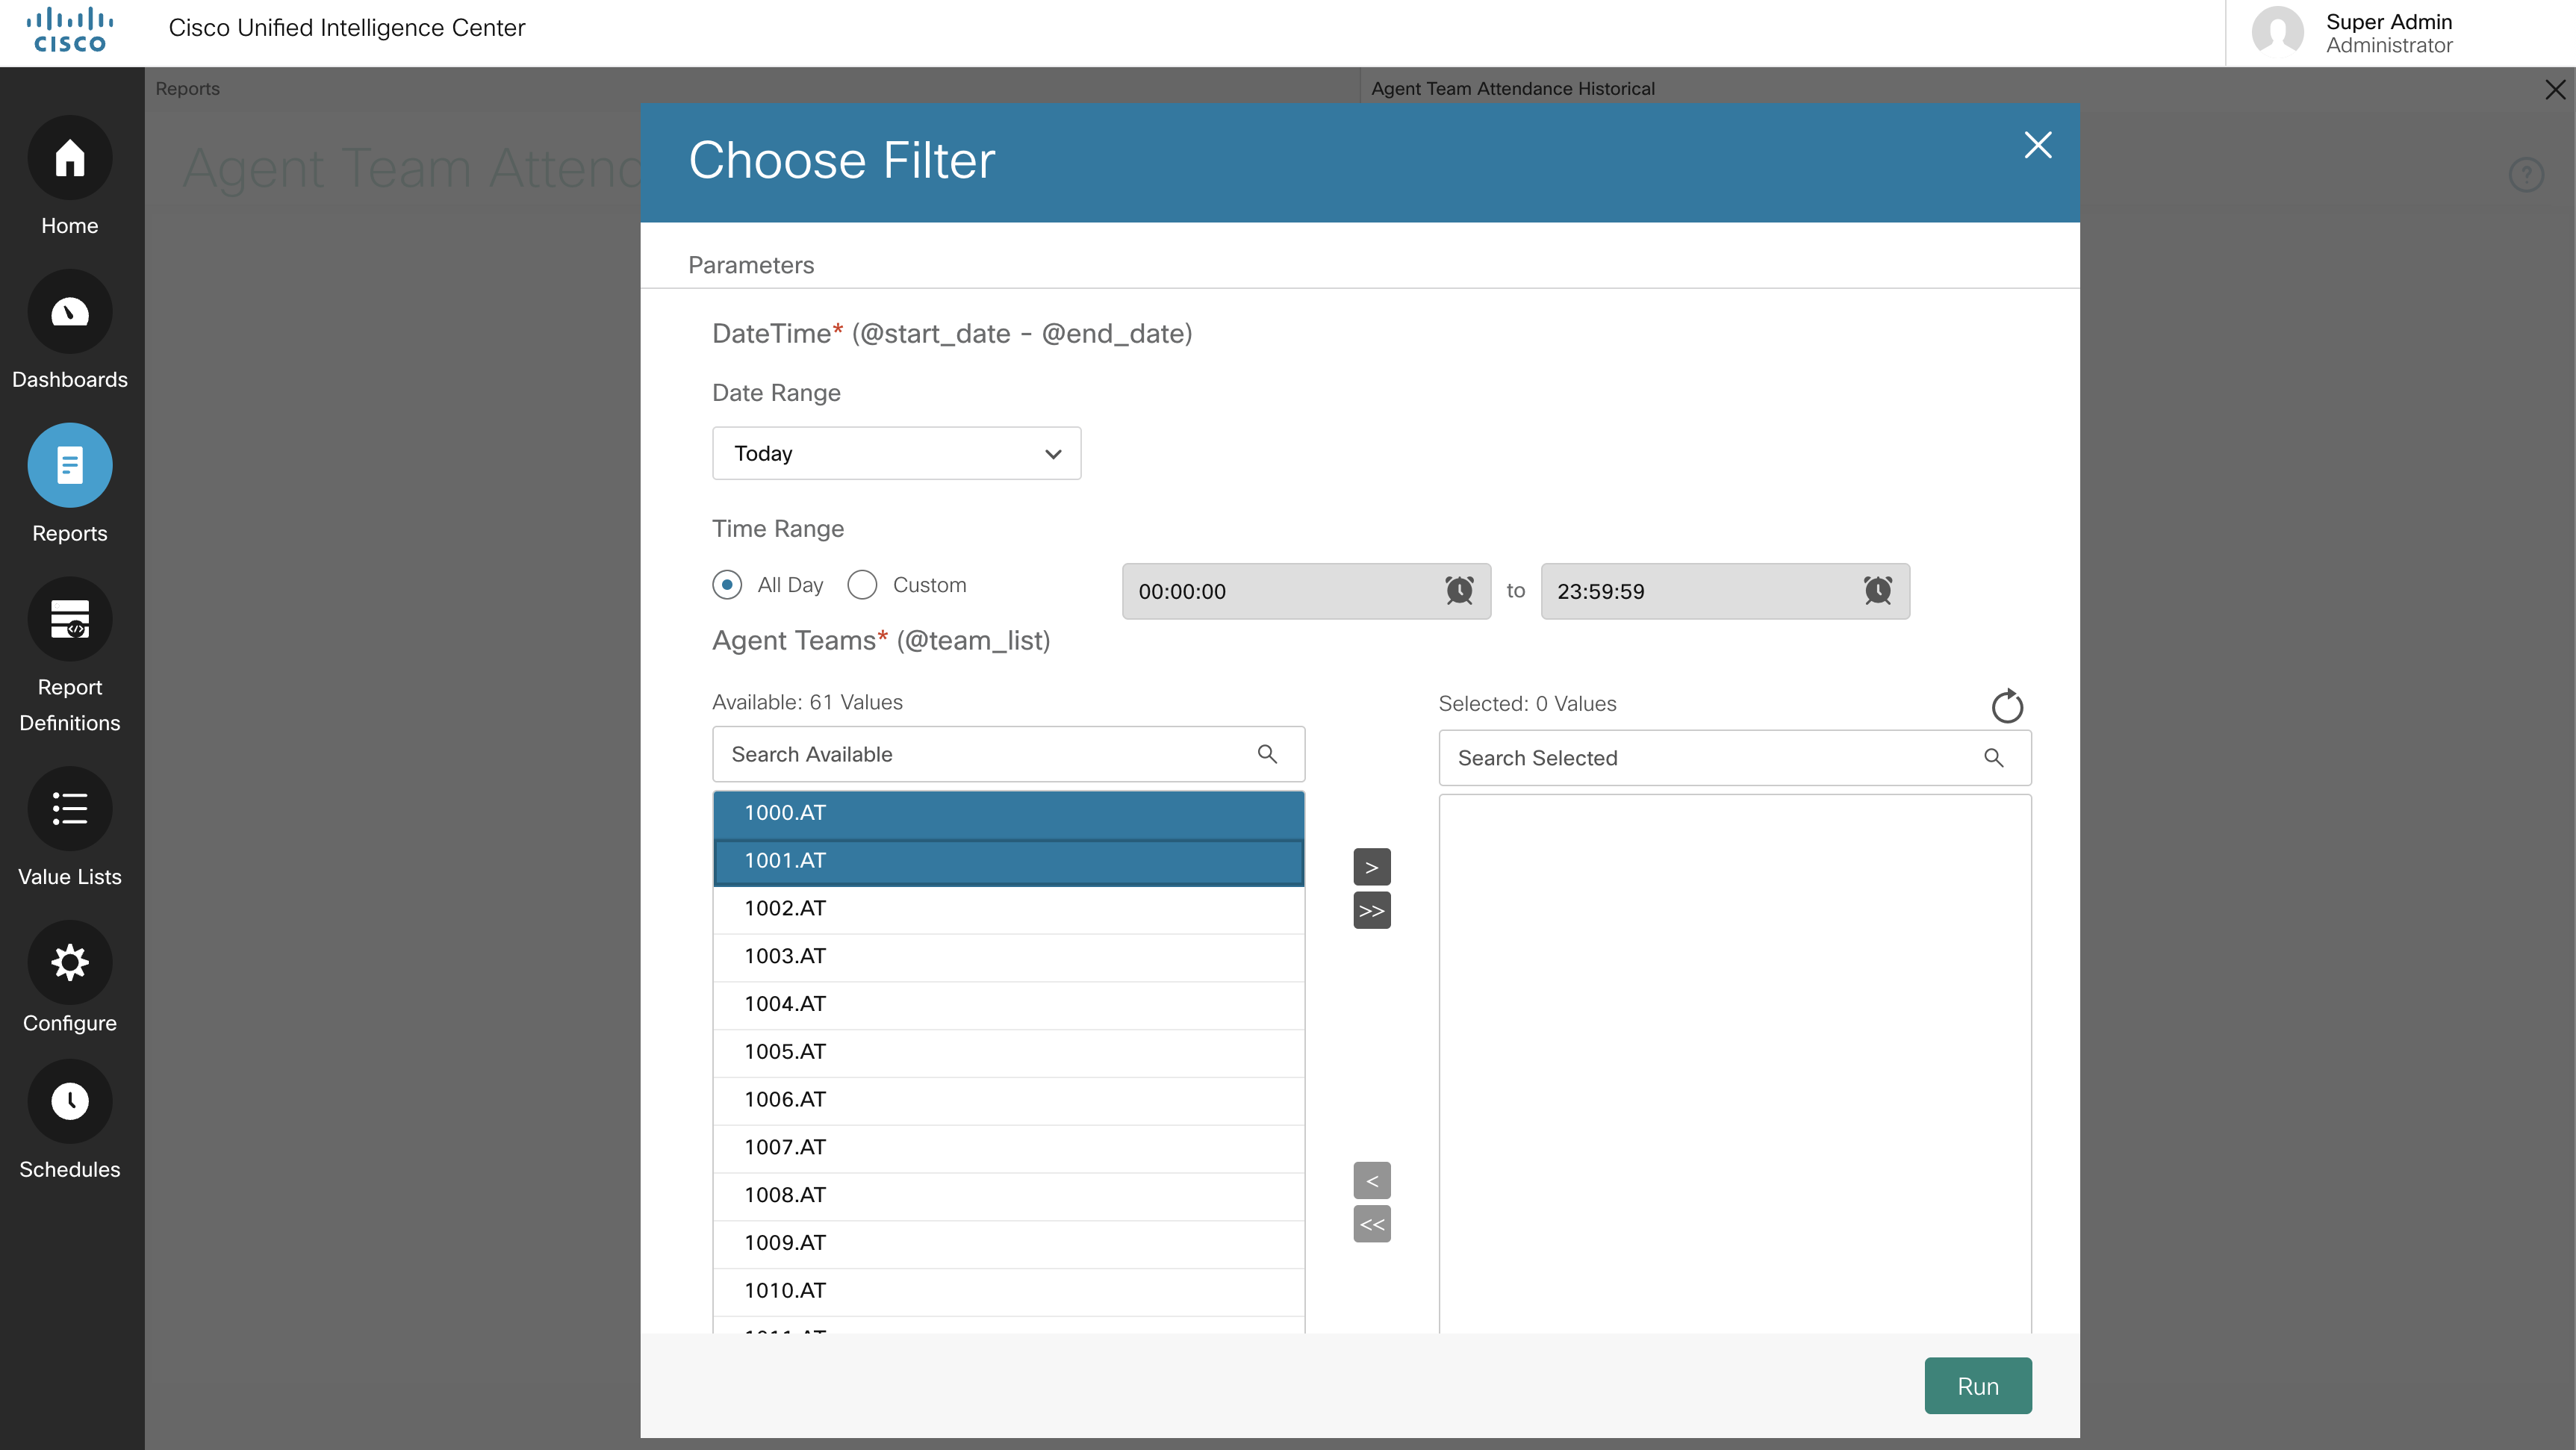 CISCO
Cisco Unified Intelligence Center
Super Admin
Administrator
Reports
Agent Team Attendance Historical
Agent Team Attend
?
Home
Dashboards
Reports
Report
Definitions
Value Lists
Configure
Schedules
Choose Filter
Parameters
DateTime* (@start_date - @end_date)
Date Range
Today
Time Range
All Day
Custom
00:00:00
to
23:59:59
Agent Teams* (@team_list)
Available: 61 Values
Selected: 0 Values
Search Available
Search Selected
1000.AT
1001.AT
1002.AT
1003.AT
1004.AT
1005.AT
1006.AT
1007.AT
1008.AT
1009.AT
1010.AT
>
>>
<
<<
Run